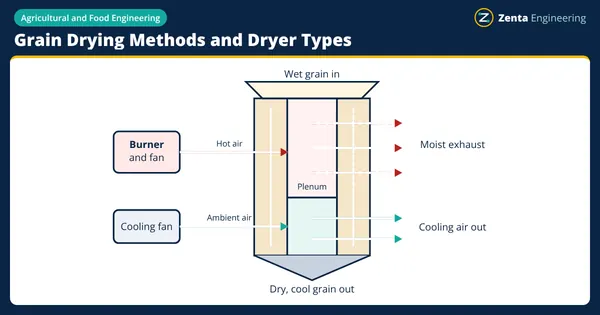 Agricultural and Food Engineering
Zenta Engineering
Grain Drying Methods and Dryer Types
Wet grain in
Burner
and fan
Hot air
Moist exhaust
Plenum
Cooling fan
Ambient air
Cooling air out
Dry, cool grain out